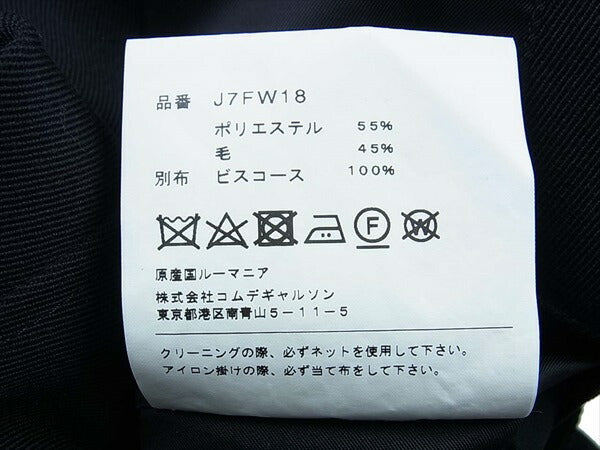 品番 J7FW18
ポリエステル 55%
毛 45%
別布 ビスコース 100%
F W
原産国ルーマニア
株式会社コムデギャルソン
東京都港区南青山5-11-5
クリーニングの際、必ずネットを使用して下さい。
アイロン掛けの際、必ず当て布をして下さい。